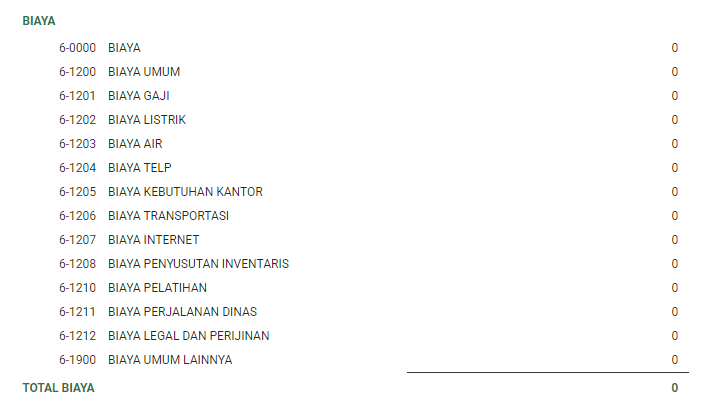 BIAYA
6-0000 BIAYA 0
6-1200 BIAYA UMUM 0
6-1201 BIAYA GAJI 0
6-1202 BIAYA LISTRIK 0
6-1203 BIAYA AIR 0
6-1204 BIAYA TELP 0
6-1205 BIAYA KEBUTUHAN KANTOR 0
6-1206 BIAYA TRANSPORTASI 0
6-1207 BIAYA INTERNET 0
6-1208 BIAYA PENYUSUTAN INVENTARIS 0
6-1210 BIAYA PELATIHAN 0
6-1211 BIAYA PERJALANAN DINAS 0
6-1212 BIAYA LEGAL DAN PERIJINAN 0
6-1900 BIAYA UMUM LAINNYA 0
TOTAL BIAYA 0